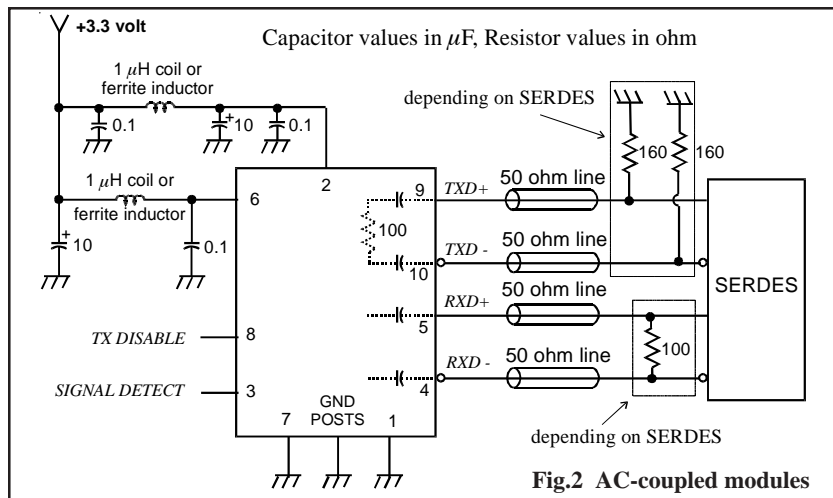 +3.3 volt
Capacitor values in µF, Resistor values in ohm
1 µH coil or
ferrite inductor
0.1
+
10
0.1
depending on SERDES
160
160
2
1 µH coil or
ferrite inductor
6
+
10
0.1
9
TXD+
50 ohm line
100
10
TXD -
50 ohm line
RXD+
50 ohm line
5
SERDES
TX DISABLE
8
100
RXD -
50 ohm line
4
SIGNAL DETECT
3
GND
POSTS
7
1
depending on SERDES
Fig.2 AC-coupled modules